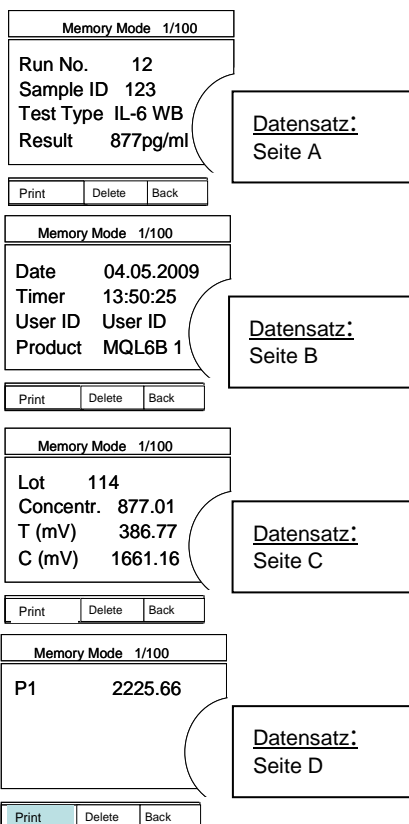 Memory Mode 1/100
Run No. 12
Sample ID 123
Test Type IL-6 WB
Result 877pg/ml
Print Delete Back
Datensatz:
Seite A
Memory Mode 1/100
Date 04.05.2009
Timer 13:50:25
User ID User ID
Product MQL6B 1
Print Delete Back
Datensatz:
Seite B
Memory Mode 1/100
Lot 114
Concentr. 877.01
T (mV) 386.77
C (mV) 1661.16
Print Delete Back
Datensatz:
Seite C
Memory Mode 1/100
P1 2225.66
Print Delete Back
Datensatz:
Seite D